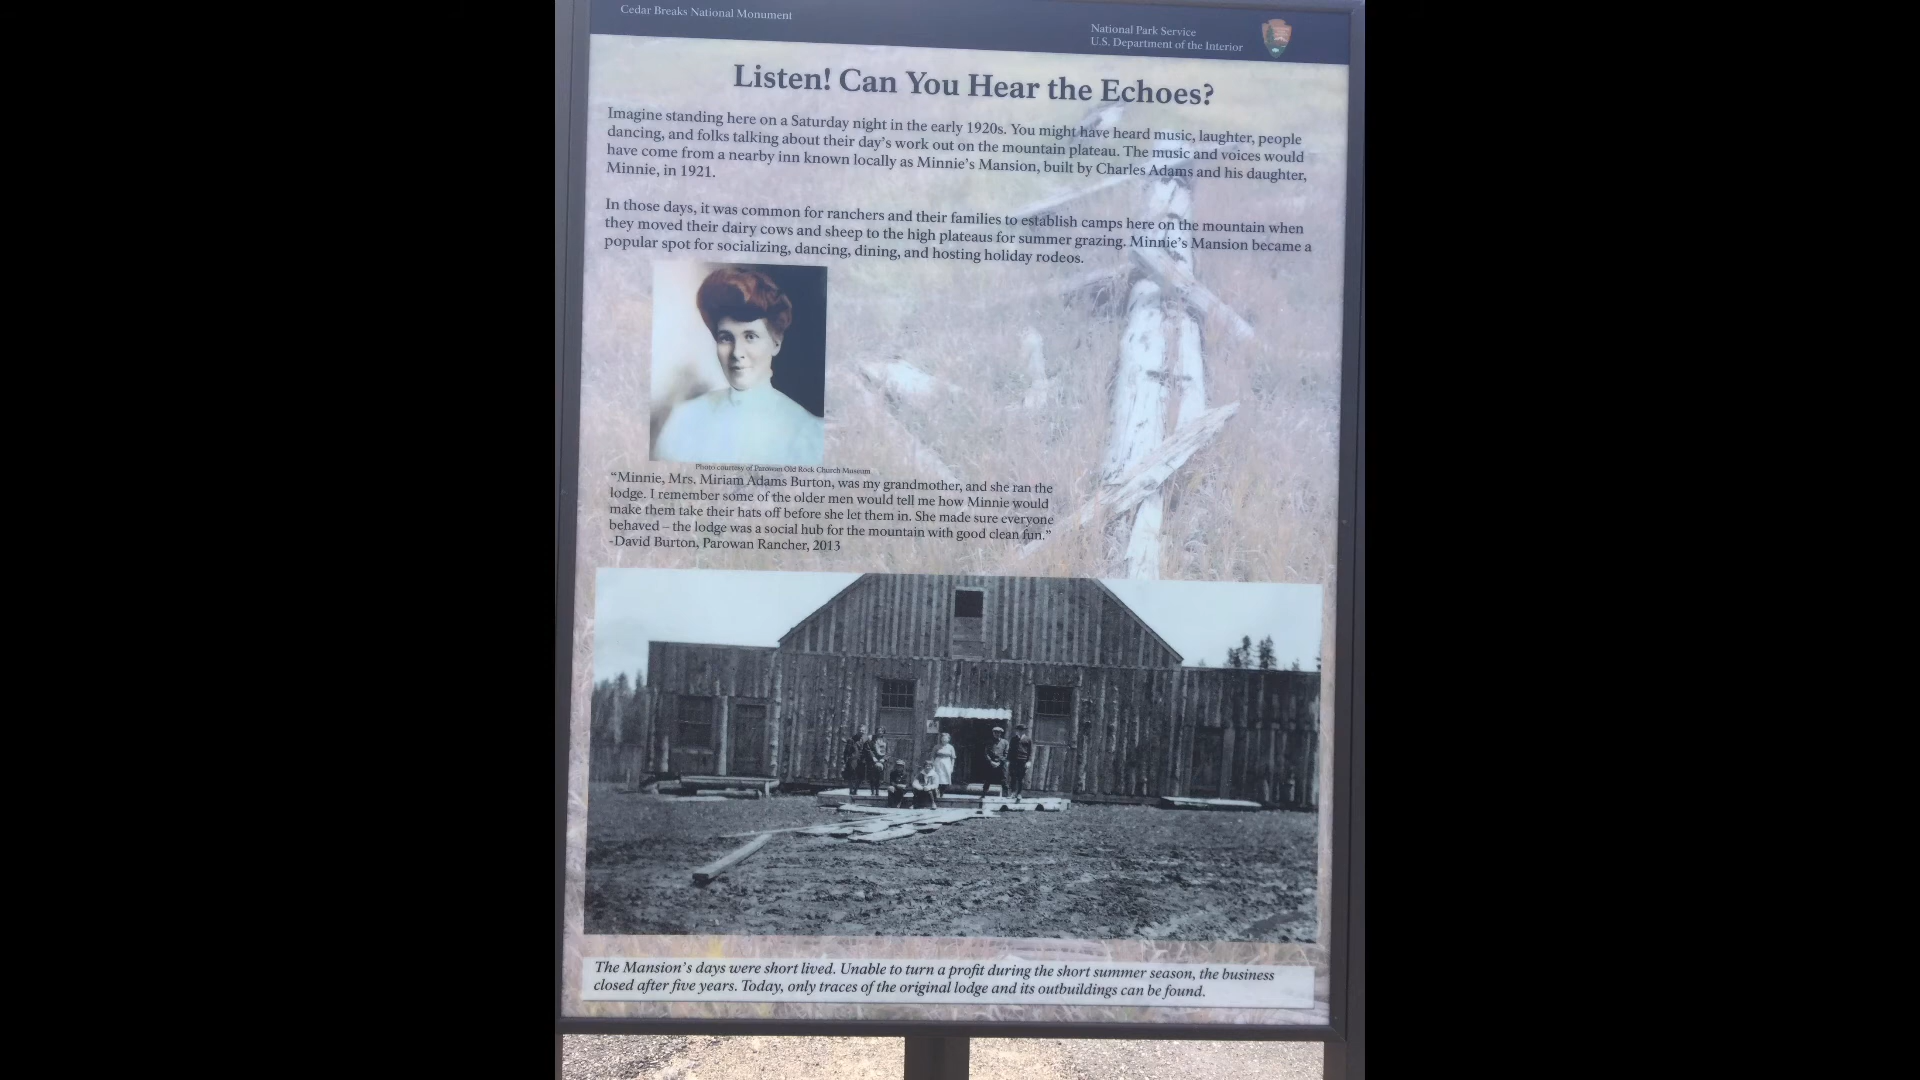 Cedar Breaks National Monument
National Park Service
U.S. Department of the Interior
Listen! Can You Hear the Echoes?
Imagine standing here on a Saturday night in the early 1920s. You might have heard music, laughter, people
dancing, and folks talking about their day's work out on the mountain plateau. The music and voices would
have come from a nearby inn known locally as Minnie's Mansion, built by Charles Adams and his daughter,
Minnie, in 1921.
In those days, it was common for ranchers and their families to establish camps here on the mountain when
they moved their dairy cows and sheep to the high plateaus for summer grazing. Minnie's Mansion became a
popular spot for socializing, dancing, dining, and hosting holiday rodeos.
Photo courtesy of Parowan Old Rock Church Museum
"Minnie, Mrs. Miriam Adams Burton, was my grandmother, and she ran the
lodge. I remember some of the older men would tell me how Minnie would
make them take their hats off before she let them in. She made sure everyone
behaved – the lodge was a social hub for the mountain with good clean fun."
-David Burton, Parowan Rancher, 2013
The Mansion's days were short lived. Unable to turn a profit during the short summer season, the business
closed after five years. Today, only traces of the original lodge and its outbuildings can be found.